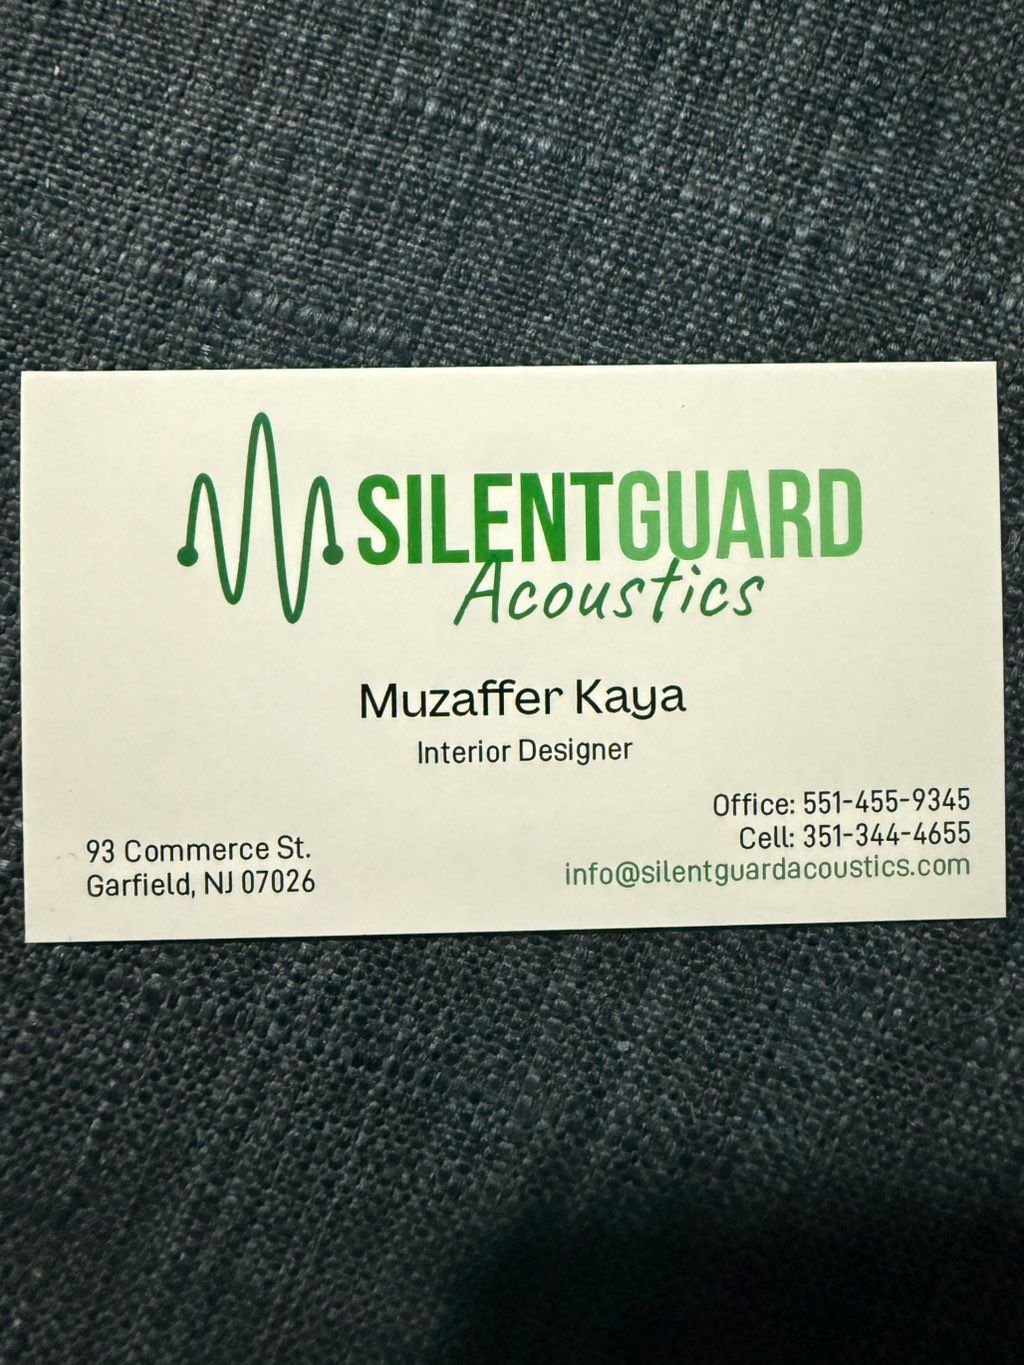 SILENTGUARD
Acoustics
Muzaffer Kaya
Interior Designer
93 Commerce St.
Garfield, NJ 07026
Office: 551-455-9345
Cell: 351-344-4655
info@silentguardacoustics.com